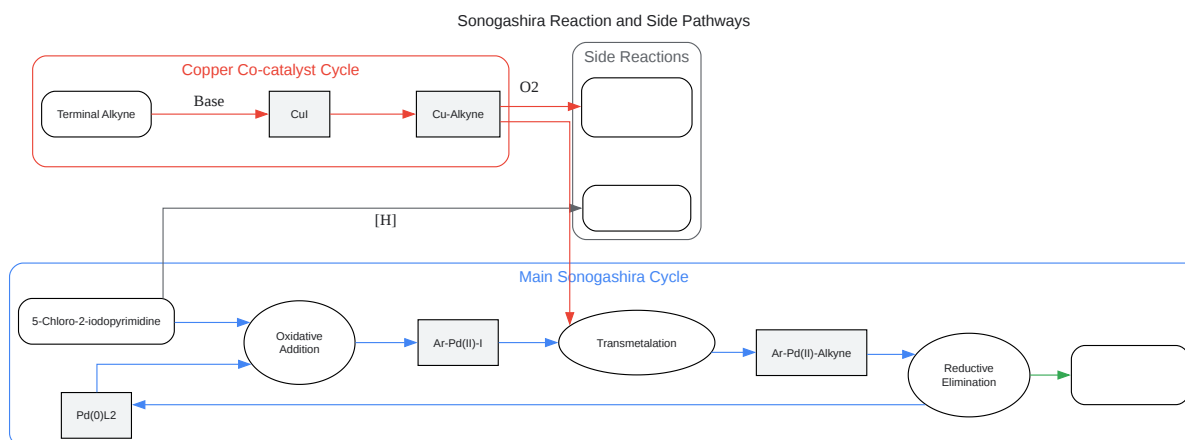 Sonogashira Reaction and Side Pathways
Side Reactions
Copper Co-catalyst Cycle
O2
Base
Terminal Alkyne
CuI
Cu-Alkyne
[H]
Main Sonogashira Cycle
5-Chloro-2-iodopyrimidine
Oxidative
Addition
Ar-Pd(II)-I
Transmetalation
Ar-Pd(II)-Alkyne
Reductive
Elimination
Pd(0)L2